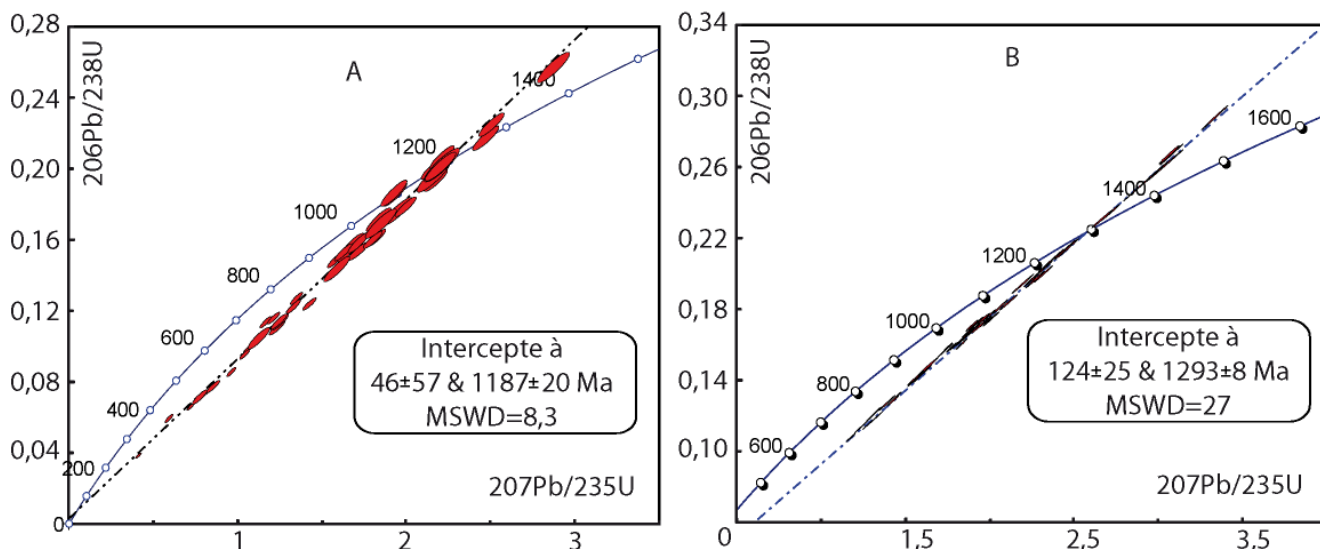 0,28
0,24
0,20
0,16
0,12
0,08
0,04
0
206Pb/238U
A
200
400
600
800
1000
1200
1400
Intercepte à
46±57 & 1187±20 Ma
MSWD=8,3
207Pb/235U
1
2
3
0,34
0,30
0,26
0,22
0,18
0,14
0,10
206Pb/238U
B
600
800
1000
1200
1400
1600
Intercepte à
124±25 & 1293±8 Ma
MSWD=27
207Pb/235U
0
1,5
2,5
3,5